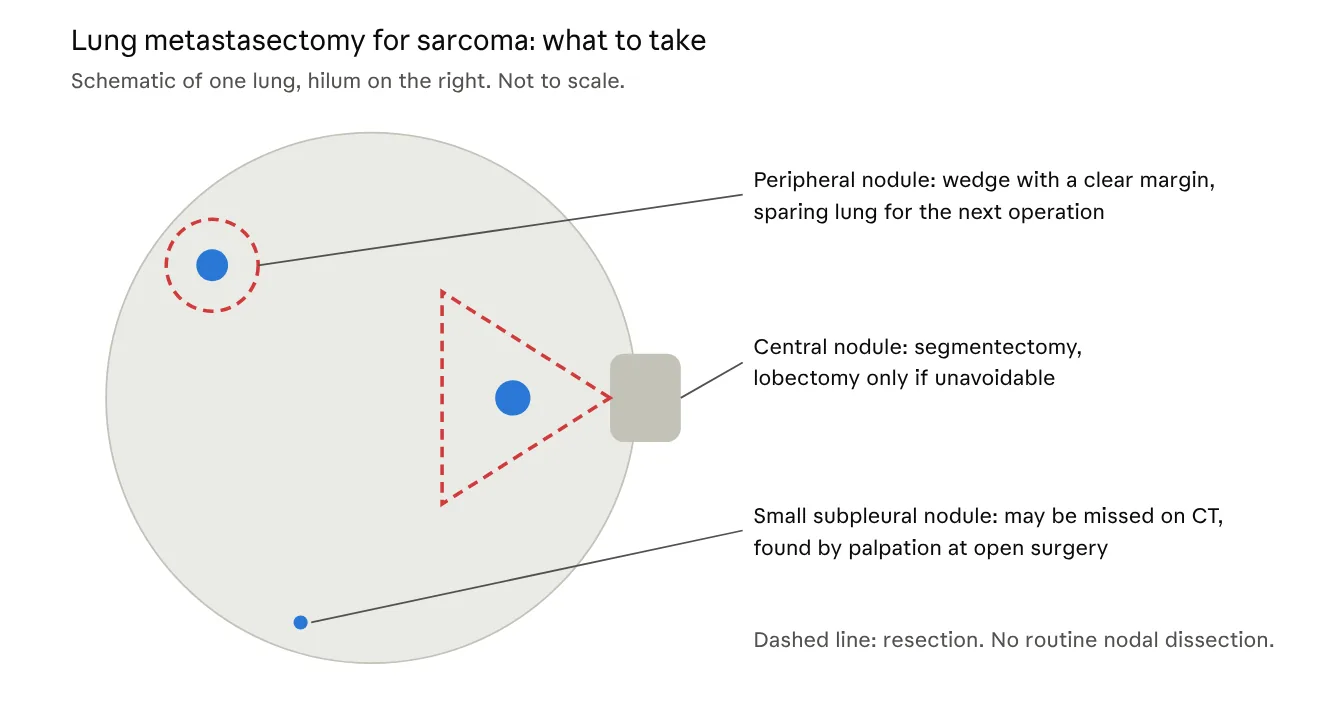 Lung metastasectomy for sarcoma: what to take
Schematic of one lung, hilum on the right. Not to scale.
Peripheral nodule: wedge with a clear margin,
sparing lung for the next operation
Central nodule: segmentectomy,
lobectomy only if unavoidable
Small subpleural nodule: may be missed on CT,
found by palpation at open surgery
Dashed line: resection. No routine nodal dissection.